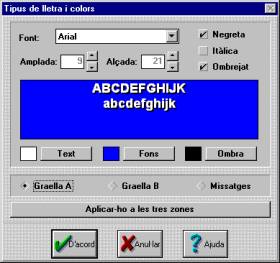 Tipus de lletra i colors
Font: Arial Negreta
Itàlica
Amplada: 9 Alçada: 21 Ombrejat
ABCDEFGHIJK
abcdefghijk
Text Fons Ombra
Graella A Graella B Missatges
Aplicar-ho a les tres zones
D'acord Anul·lar Ajuda